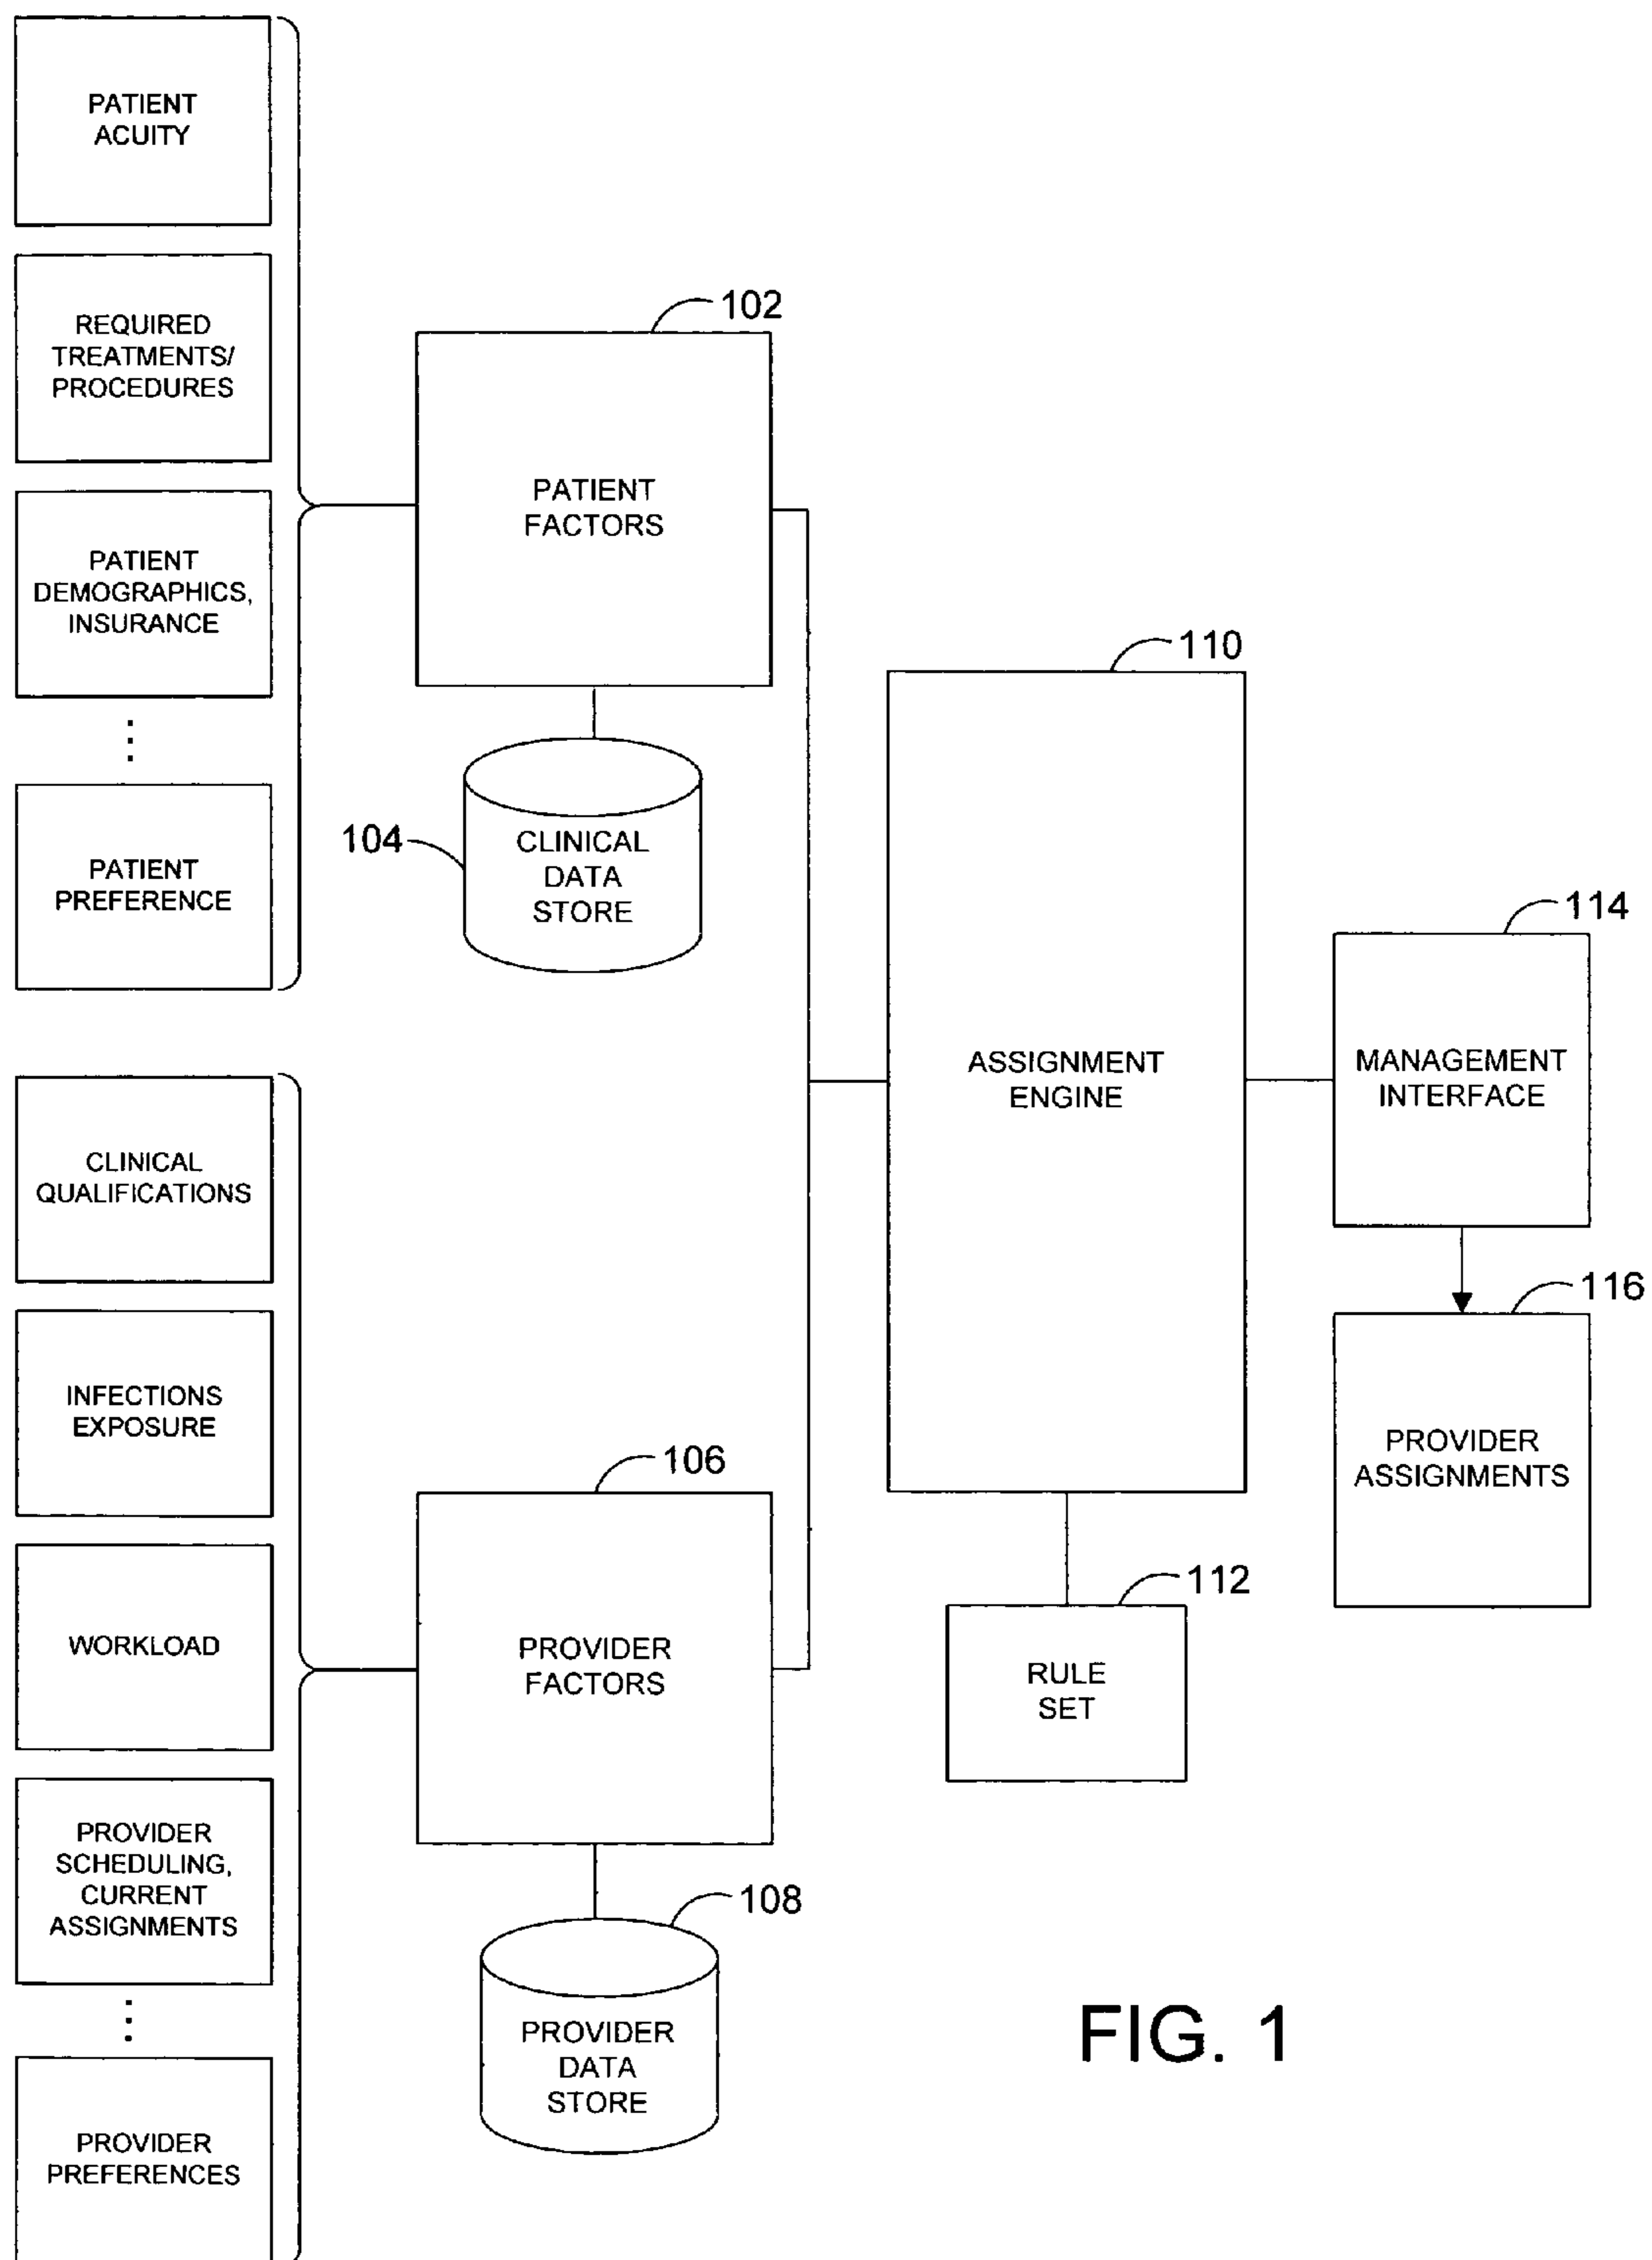 PATIENT
ACUITY
REQUIRED
TREATMENTS/
PROCEDURES
PATIENT
DEMOGRAPHICS,
INSURANCE
PATIENT
PREFERENCE
102
PATIENT
FACTORS
104
CLINICAL
DATA
STORE
CLINICAL
QUALIFICATIONS
INFECTIONS
EXPOSURE
WORKLOAD
PROVIDER
SCHEDULING,
CURRENT
ASSIGNMENTS
PROVIDER
PREFERENCES
106
PROVIDER
FACTORS
108
PROVIDER
DATA
STORE
110
ASSIGNMENT
ENGINE
112
RULE
SET
114
MANAGEMENT
INTERFACE
116
PROVIDER
ASSIGNMENTS
FIG. 1